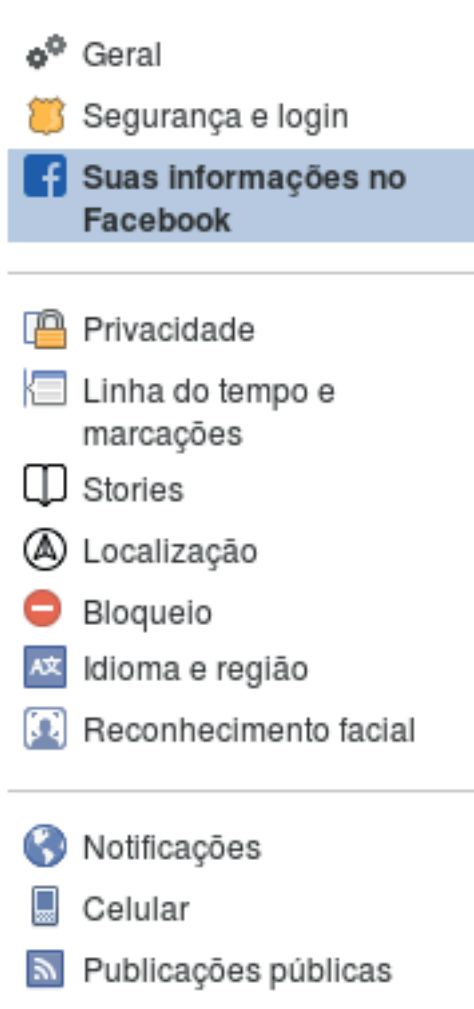 Geral
Segurança e login
Suas informações no
Facebook
Privacidade
Linha do tempo e
marcações
Stories
Localização
Bloqueio
Idioma e região
Reconhecimento facial
Notificações
Celular
Publicações públicas